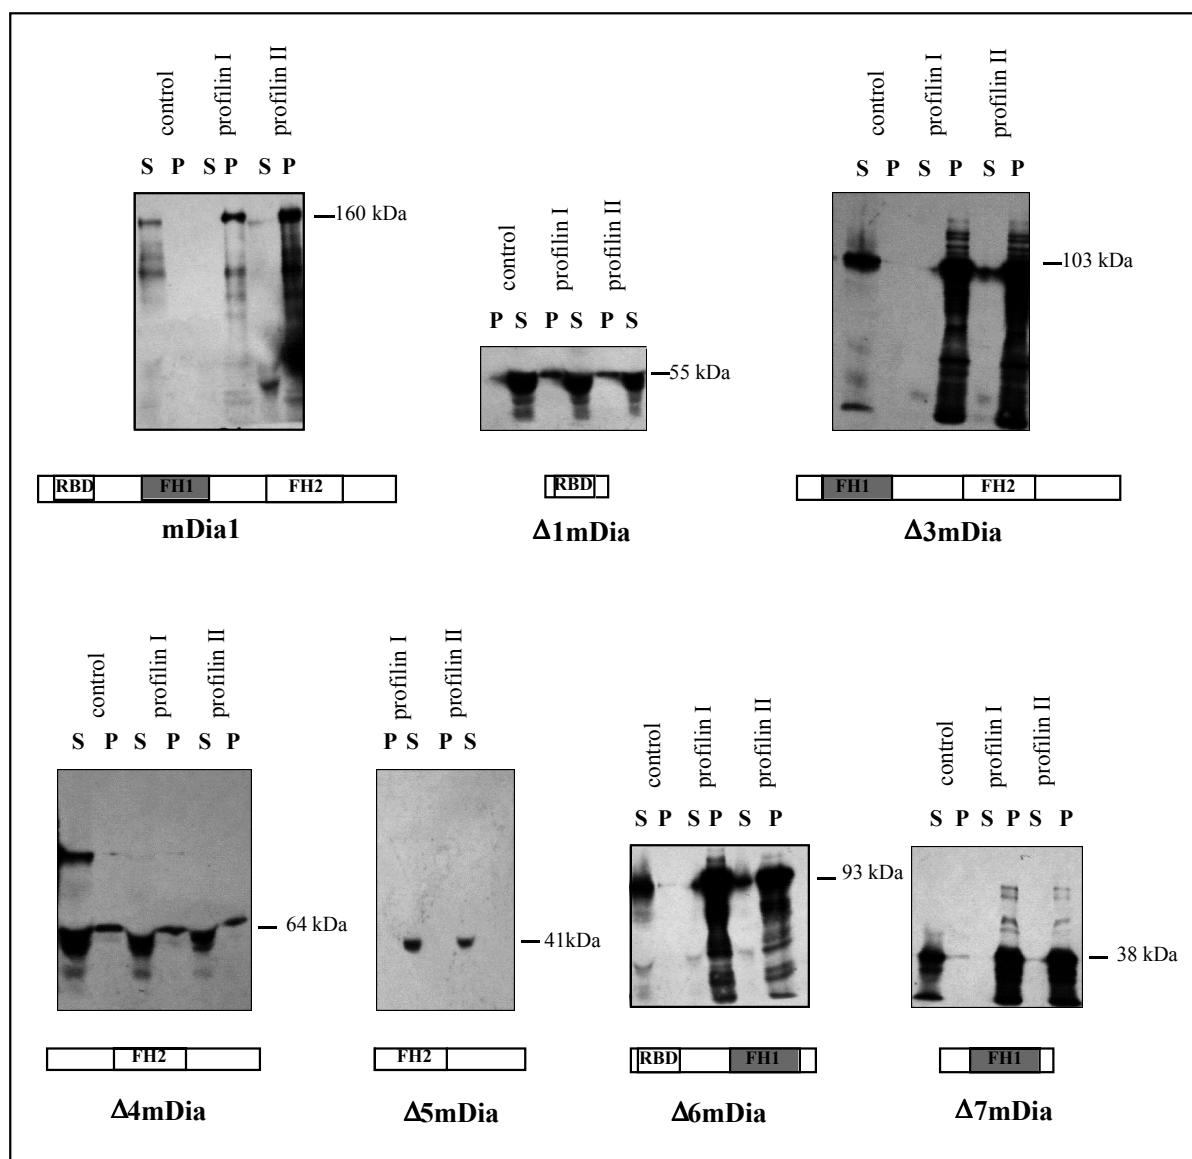 control
profilin I
profilin II
S P S P S P
160 kDa
RBD FH1 FH2
mDia1
control
profilin I
profilin II
P S P S P S
55 kDa
RBD
Δ1mDia
control
profilin I
profilin II
S P S P S P
103 kDa
FH1 FH2
Δ3mDia
control
profilin I
profilin II
S P S P S P
64 kDa
FH2
Δ4mDia
profilin I
profilin II
P S P S
41kDa
FH2
Δ5mDia
control
profilin I
profilin II
S P S P S P
93 kDa
RBD FH1
Δ6mDia
control
profilin I
profilin II
S P S P S P
38 kDa
FH1
Δ7mDia